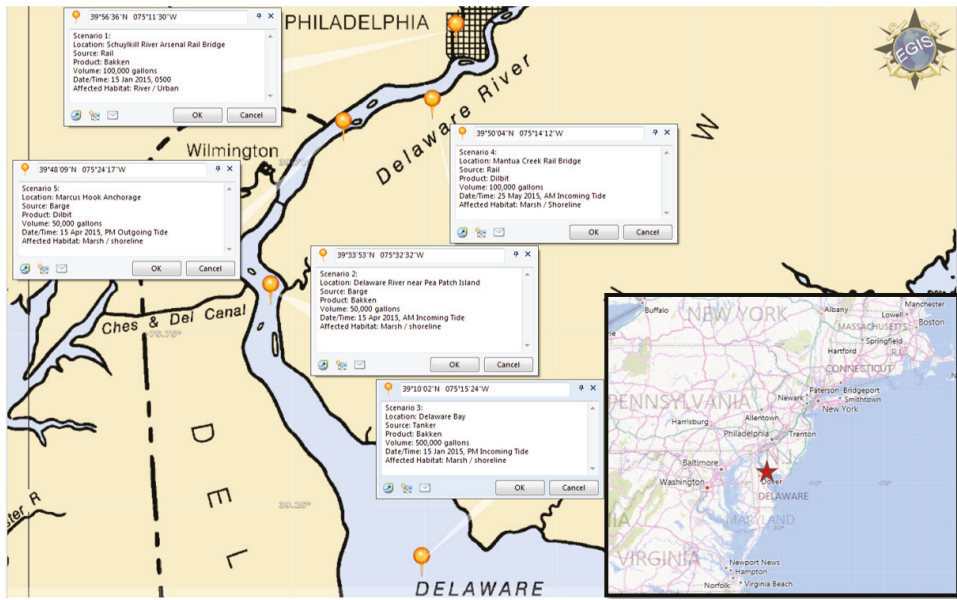 PHILADELPHIA
EGIS
39°56'36"N 075°11'30"W
Scenario 1:
Location: Schuylkill River Arsenal Rail Bridge
Source: Rail
Product: Bakken
Volume: 100,000 gallons
Date/Time: 15 Jan 2015, 0500
Affected Habitat: River / Urban
OK
Cancel
Delaware River
W
Wilmington
39°50'04"N 075°14'12"W
Scenario 4:
Location: Mantua Creek Rail Bridge
Source: Rail
Product: Dilbit
Volume: 100,000 gallons
Date/Time: 25 May 2015, AM Incoming Tide
Affected Habitat: Marsh / Shoreline
OK
Cancel
39°48'09"N 075°24'17"W
Scenario 5:
Location: Marcus Hook Anchorage
Source: Barge
Product: Dilbit
Volume: 50,000 gallons
Date/Time: 15 Apr 2015, PM Outgoing Tide
Affected Habitat: Marsh / shoreline
OK
Cancel
39°33'53"N 075°32'32"W
Scenario 2:
Location: Delaware River near Pea Patch Island
Source: Barge
Product: Bakken
Volume: 50,000 gallons
Date/Time: 15 Apr 2015, AM Incoming Tide
Affected Habitat: Marsh / shoreline
OK
Cancel
Ches & Del Canal
-75.75°
39°10'02"N 075°15'24"W
Scenario 3:
Location: Delaware Bay
Source: Tanker
Product: Bakken
Volume: 500,000 gallons
Date/Time: 15 Jan 2015, PM Incoming Tide
Affected Habitat: Marsh / shoreline
OK
Cancel
D
E
L
ster R
39.25°
DELAWARE
Buffalo
NEW YORK
Albany
Manchester
Lowell
Boston
MASSACHUSETTS
Springfield
Hartford
R.I.
CONNECTICUT
Paterson
Bridgeport
Newark
Smithtown
New York
PENNSYLVANIA
Allentown
Harrisburg
Philadelphia
Trenton
N.J.
Baltimore
Washington
Dover
DELAWARE
MARYLAND
VIRGINIA
Newport News
Hampton
Norfolk
Virginia Beach